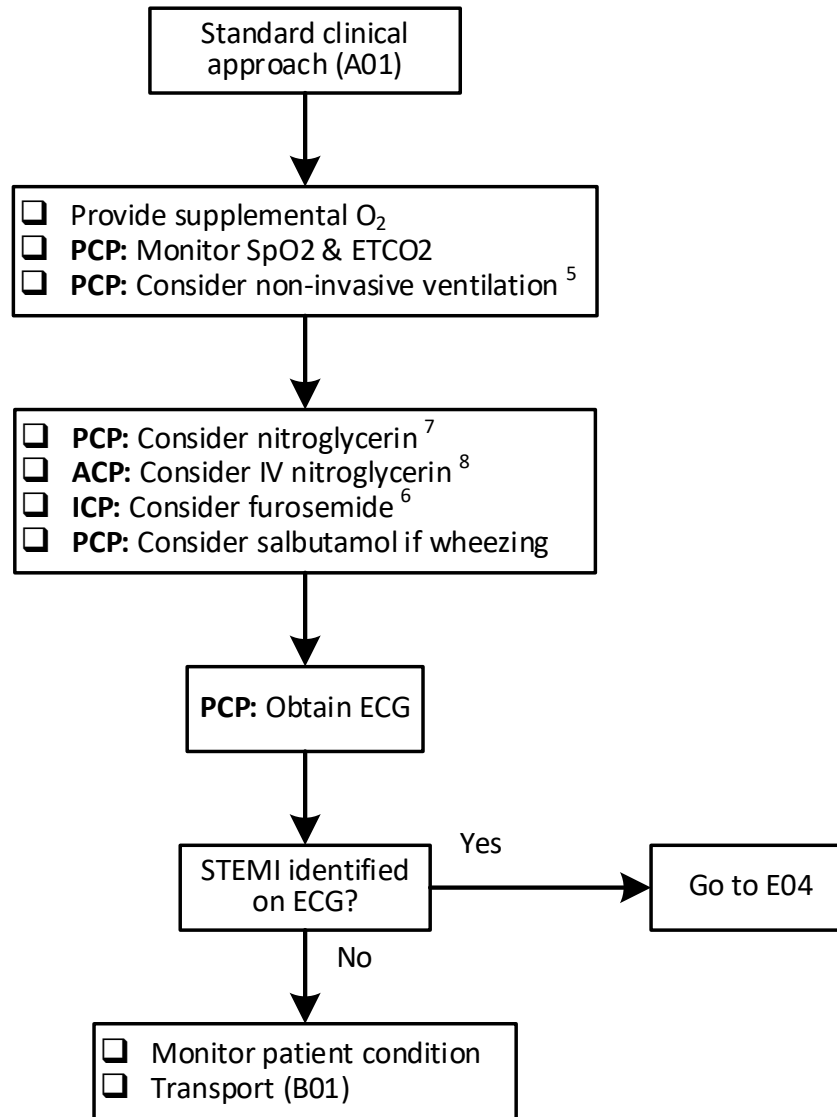 Standard clinical
approach (A01)
❑ Provide supplemental O₂
❑ PCP: Monitor SpO2 & ETCO2
❑ PCP: Consider non-invasive ventilation ⁵
❑ PCP: Consider nitroglycerin ⁷
❑ ACP: Consider IV nitroglycerin ⁸
❑ ICP: Consider furosemide ⁶
❑ PCP: Consider salbutamol if wheezing
PCP: Obtain ECG
STEMI identified
on ECG?
Yes
Go to E04
No
❑ Monitor patient condition
❑ Transport (B01)